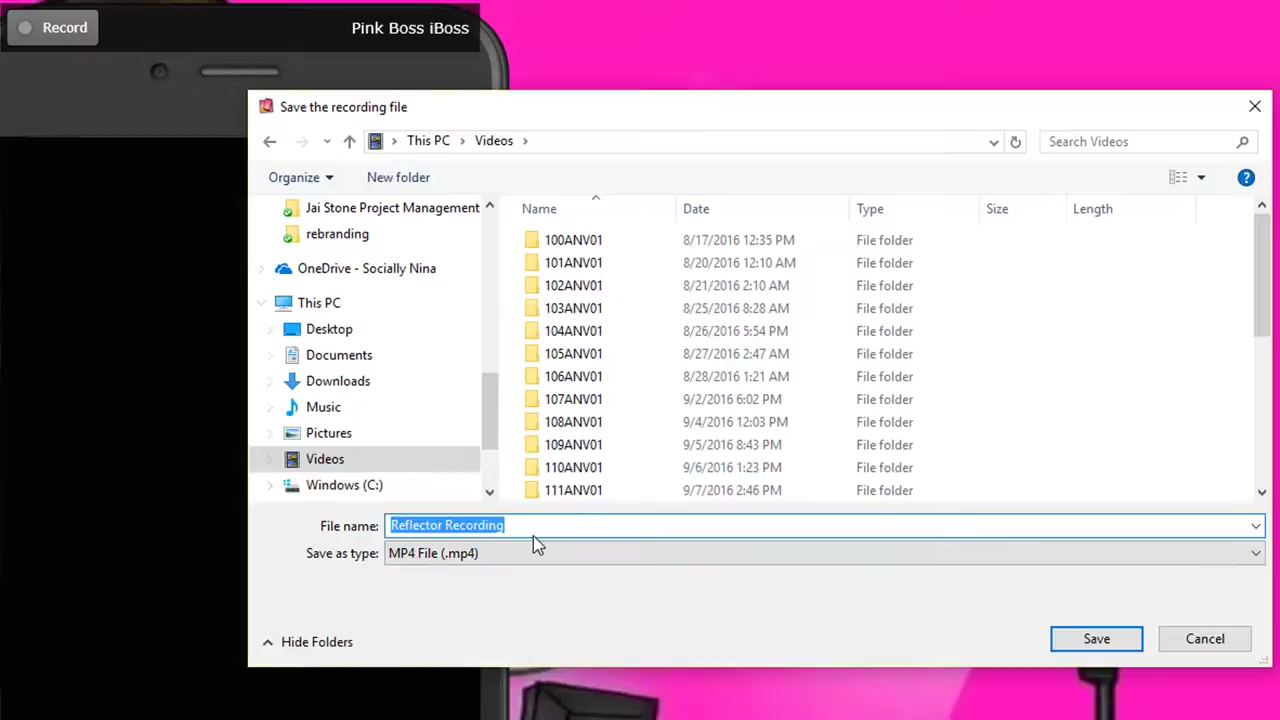 Record
Pink Boss iBoss
Save the recording file
This PC
Videos
Search Videos
Organize
New folder
?
Jai Stone Project Management
rebranding
OneDrive - Socially Nina
This PC
Desktop
Documents
Downloads
Music
Pictures
Videos
Windows (C:)
Name Date Type Size Length
100ANV01 8/17/2016 12:35 PM File folder
101ANV01 8/20/2016 12:10 AM File folder
102ANV01 8/21/2016 2:10 AM File folder
103ANV01 8/25/2016 8:28 AM File folder
104ANV01 8/26/2016 5:54 PM File folder
105ANV01 8/27/2016 2:47 AM File folder
106ANV01 8/28/2016 1:21 AM File folder
107ANV01 9/2/2016 6:02 PM File folder
108ANV01 9/4/2016 12:03 PM File folder
109ANV01 9/5/2016 8:43 PM File folder
110ANV01 9/6/2016 1:23 PM File folder
111ANV01 9/7/2016 2:46 PM File folder
File name: Reflector Recording
Save as type: MP4 File (.mp4)
Hide Folders
Save
Cancel